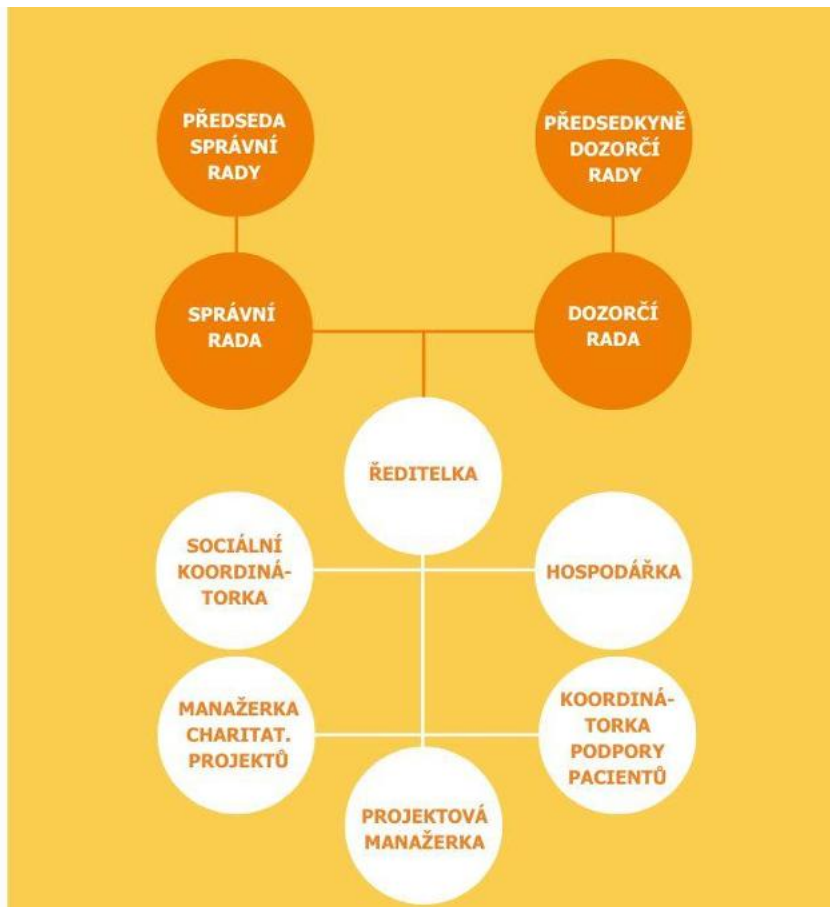 PŘEDSEDA
SPRÁVNÍ
RADY
PŘEDSEDKYNĚ
DOZORČÍ
RADY
SPRÁVNÍ
RADA
DOZORČÍ
RADA
ŘEDITELKA
SOCIÁLNÍ
KOORDINÁ-
TORKA
HOSPODÁŘKA
MANAŽERKA
CHARITAT.
PROJEKTŮ
KOORDINÁ-
TORKA
PODPORY
PACIENTŮ
PROJEKTOVÁ
MANAŽERKA